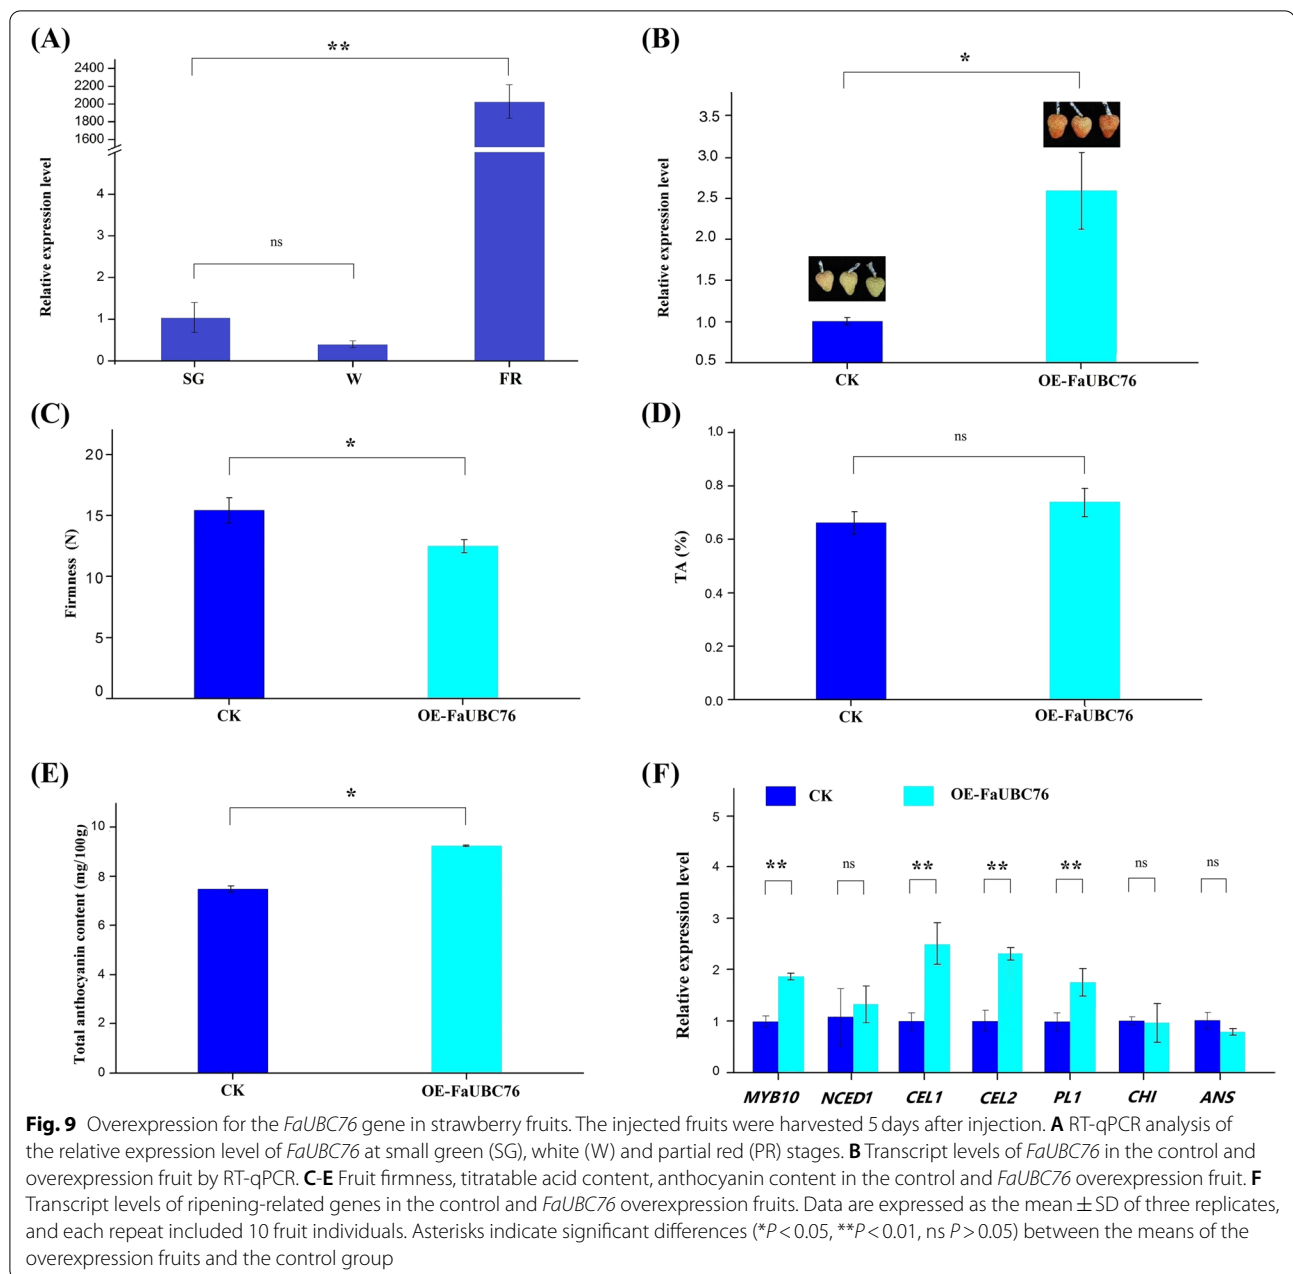 (A)
**
Relative expression level
2400
2200
2000
1800
1600
4
3
2
1
0
ns
SG W FR
(B)
*
Relative expression level
3.5
3.0
2.5
2.0
1.5
1.0
0.5
CK OE-FaUBC76
(C)
*
Firmness (N)
20
15
10
5
0
CK OE-FaUBC76
(D)
ns
TA (%)
1.0
0.8
0.6
0.4
0.2
0.0
CK OE-FaUBC76
(E)
*
Total anthocyanin content (mg/100g)
10
8
6
4
2
0
CK OE-FaUBC76
(F)
CK OE-FaUBC76
Relative expression level
5
4
3
2
1
0
** ns ** ** ** ns ns
MYB10 NCED1 CEL1 CEL2 PL1 CHI ANS
Fig. 9 Overexpression for the FaUBC76 gene in strawberry fruits. The injected fruits were harvested 5 days after injection. A RT-qPCR analysis of
the relative expression level of FaUBC76 at small green (SG), white (W) and partial red (PR) stages. B Transcript levels of FaUBC76 in the control and
overexpression fruit by RT-qPCR. C-E Fruit firmness, titratable acid content, anthocyanin content in the control and FaUBC76 overexpression fruit. F
Transcript levels of ripening-related genes in the control and FaUBC76 overexpression fruits. Data are expressed as the mean ± SD of three replicates,
and each repeat included 10 fruit individuals. Asterisks indicate significant differences (*P < 0.05, **P < 0.01, ns P > 0.05) between the means of the
overexpression fruits and the control group